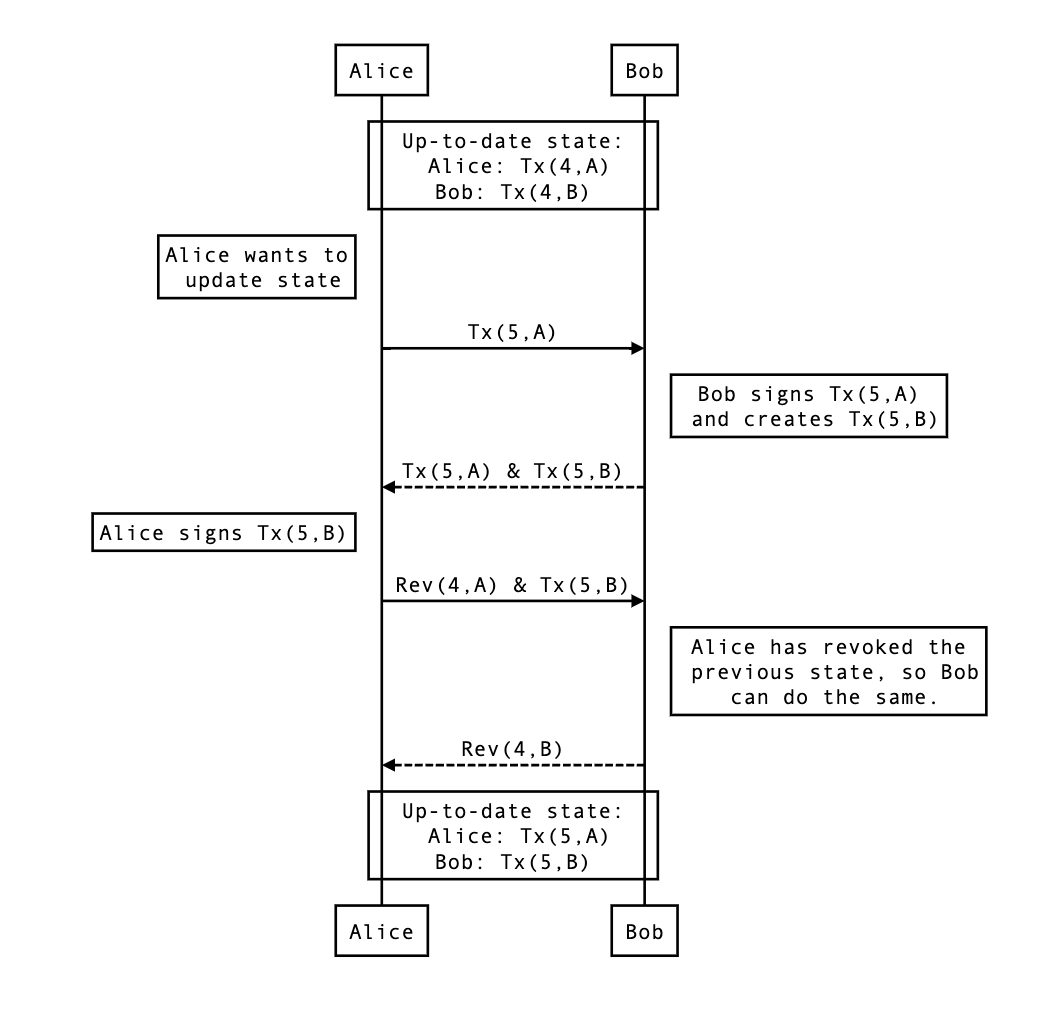 Alice
Bob
Up-to-date state:
Alice: Tx(4,A)
Bob: Tx(4,B)
Alice wants to
update state
Tx(5,A)
Bob signs Tx(5,A)
and creates Tx(5,B)
Tx(5,A) & Tx(5,B)
Alice signs Tx(5,B)
Rev(4,A) & Tx(5,B)
Alice has revoked the
previous state, so Bob
can do the same.
Rev(4,B)
Up-to-date state:
Alice: Tx(5,A)
Bob: Tx(5,B)
Alice
Bob